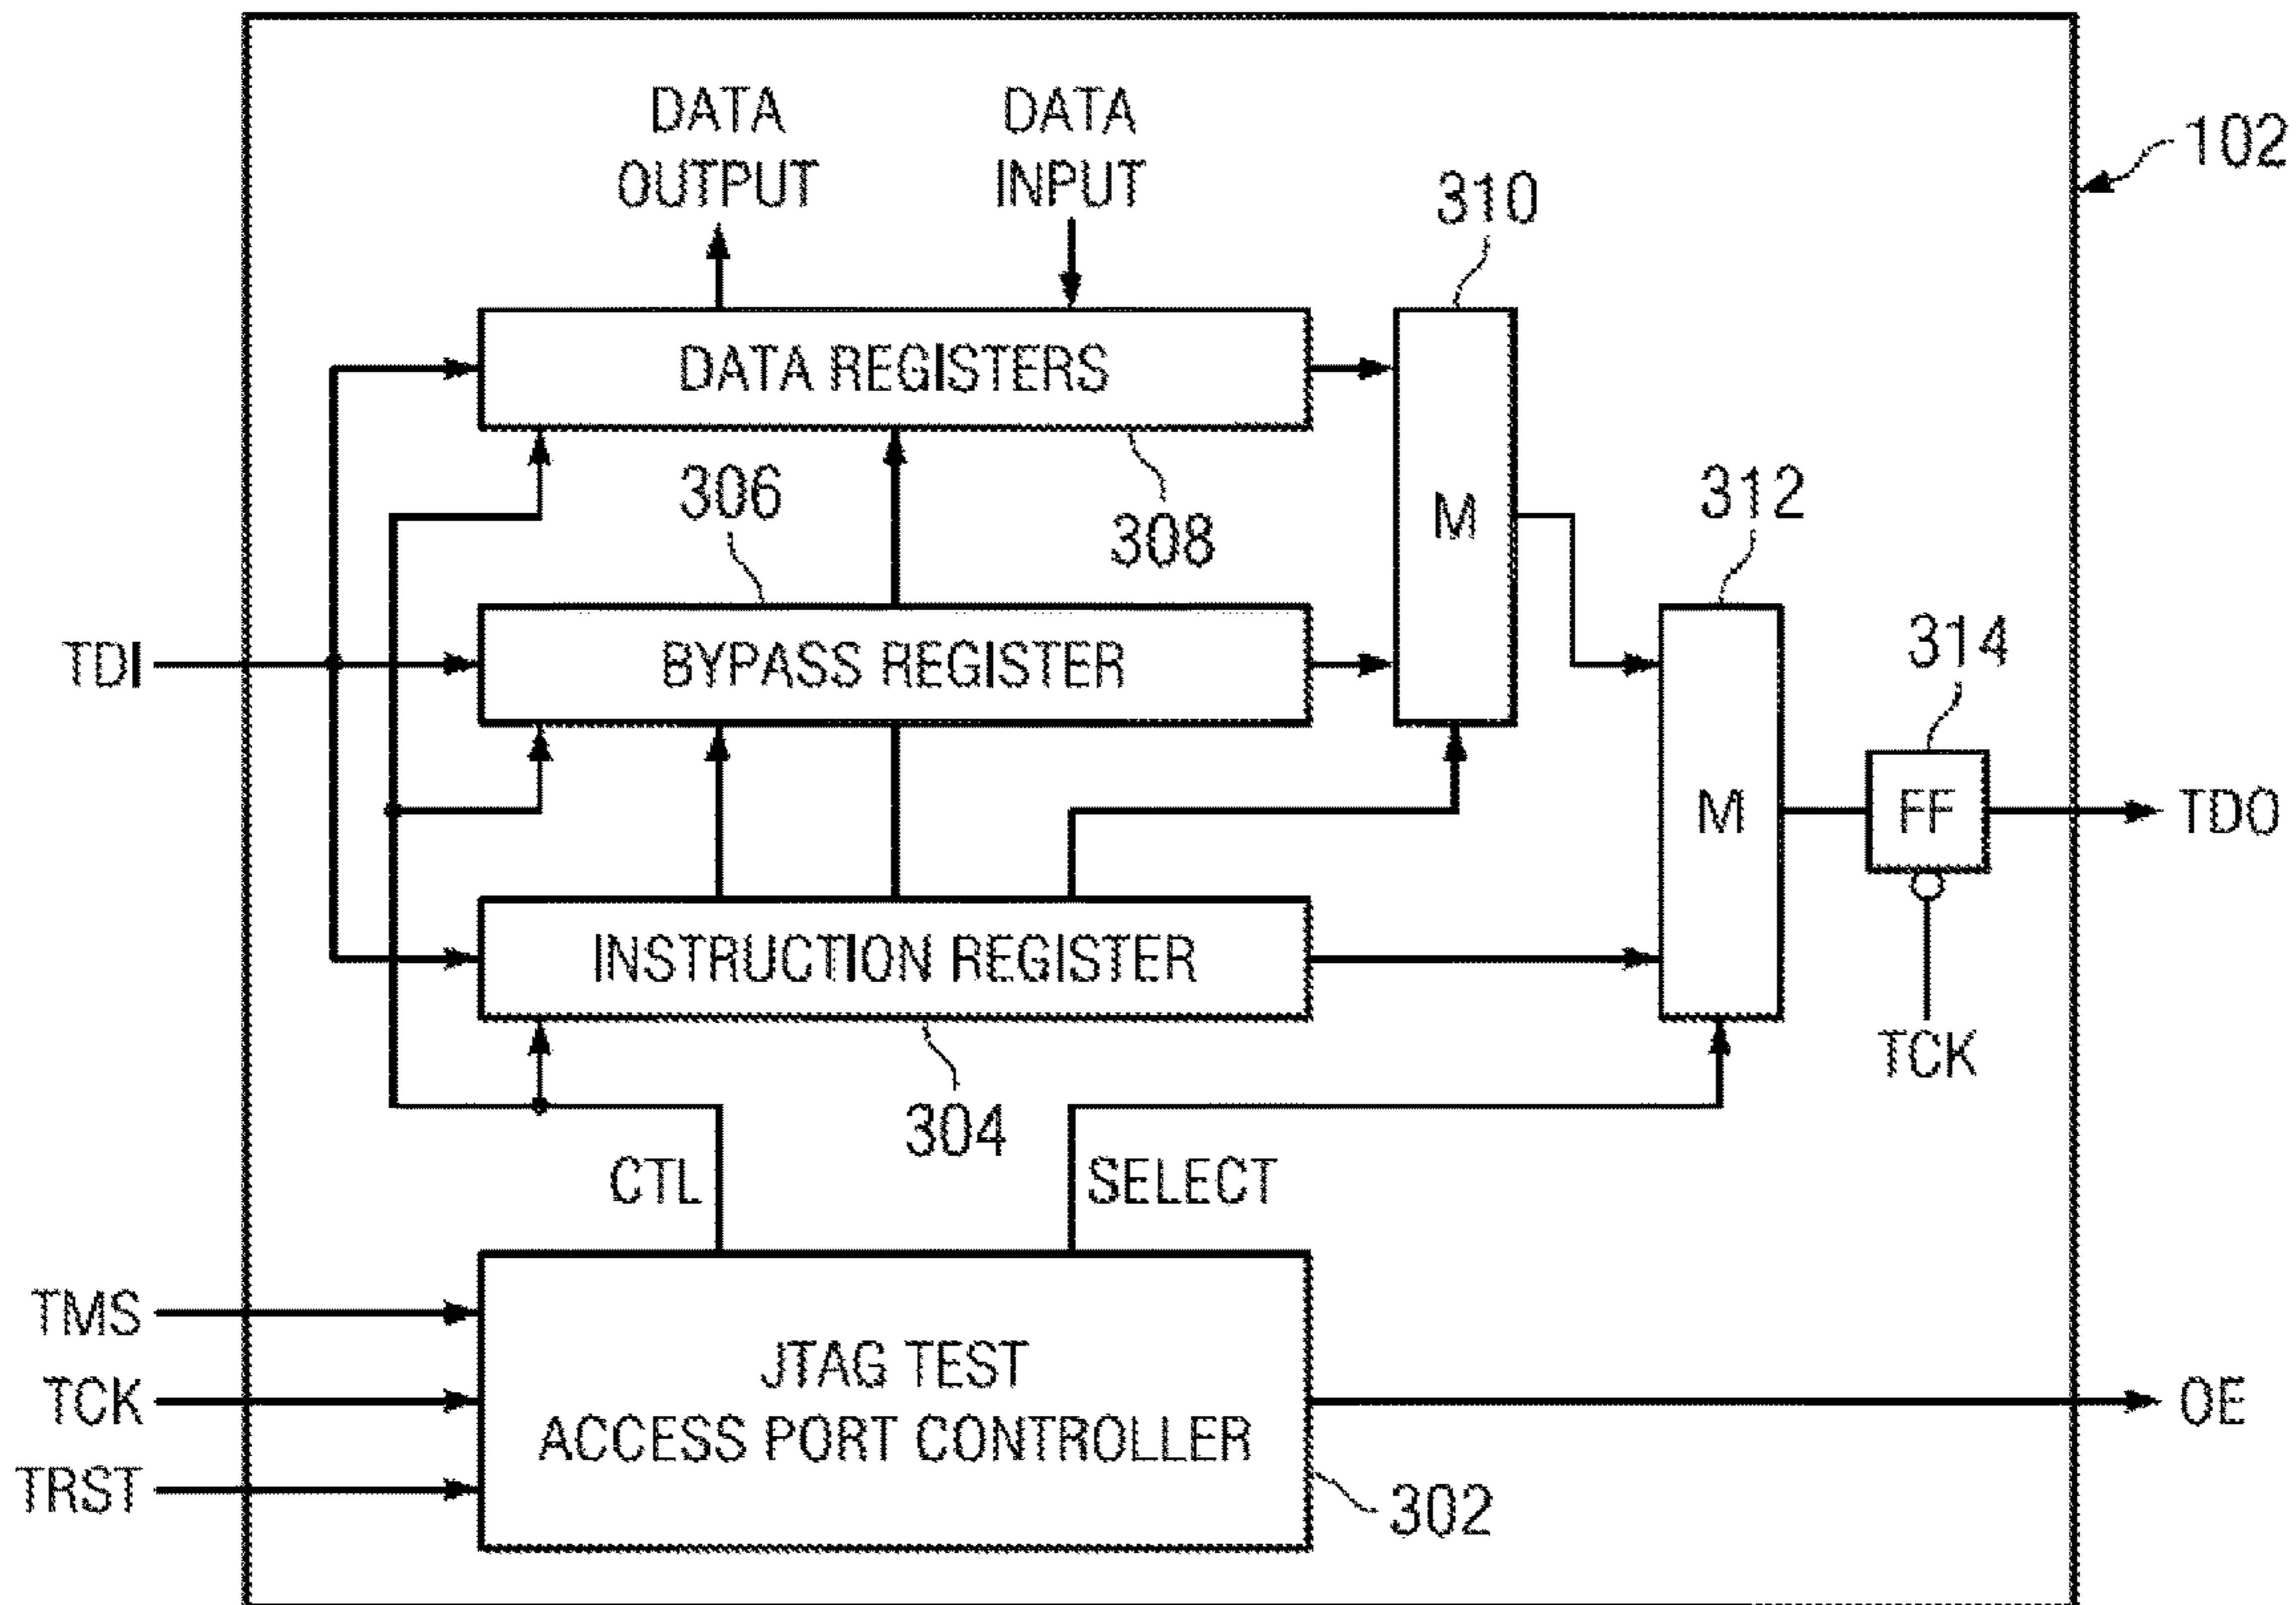 DATA
OUTPUT
DATA
INPUT
102
310
DATA REGISTERS
306
308
M
312
TDI
BYPASS REGISTER
314
M
FF
TDO
INSTRUCTION REGISTER
TCK
304
CTL
SELECT
TMS
JTAG TEST
ACCESS PORT CONTROLLER
TCK
OE
TRST
302